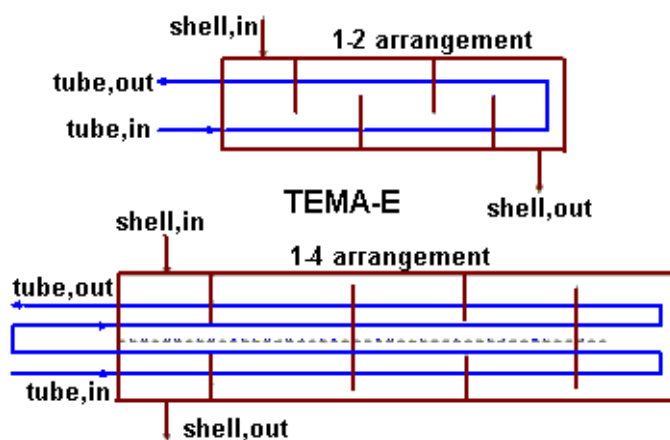 shell,in
1-2 arrangement
tube,out
tube,in
TEMA-E
shell,out
shell,in
1-4 arrangement
tube,out
tube,in
shell,out